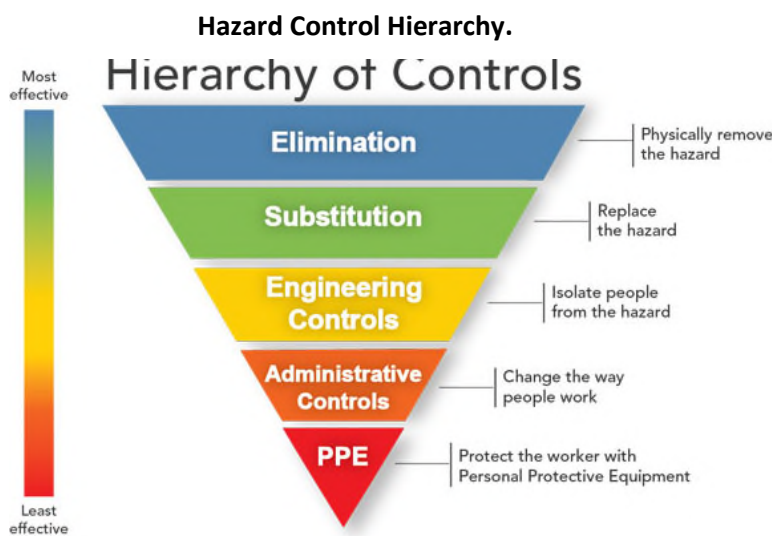 Hazard Control Hierarchy.
Hierarchy of Controls
Most
effective
Elimination
Physically remove
the hazard
Substitution
Replace
the hazard
Engineering
Controls
Isolate people
from the hazard
Administrative
Controls
Change the way
people work
PPE
Protect the worker with
Personal Protective Equipment
Least
effective